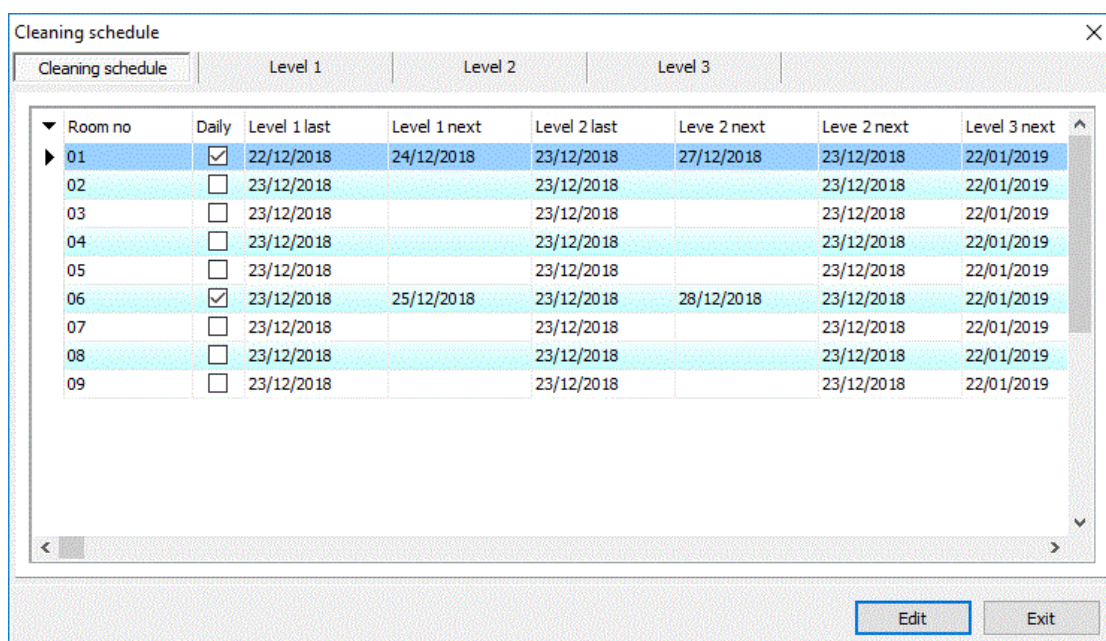 Cleaning schedule
Cleaning schedule Level 1 Level 2 Level 3
Room no Daily Level 1 last Level 1 next Level 2 last Leve 2 next Leve 2 next Level 3 next
01 22/12/2018 24/12/2018 23/12/2018 27/12/2018 23/12/2018 22/01/2019
02 23/12/2018 23/12/2018 23/12/2018 22/01/2019
03 23/12/2018 23/12/2018 23/12/2018 22/01/2019
04 23/12/2018 23/12/2018 23/12/2018 22/01/2019
05 23/12/2018 23/12/2018 23/12/2018 22/01/2019
06 23/12/2018 25/12/2018 23/12/2018 28/12/2018 23/12/2018 22/01/2019
07 23/12/2018 23/12/2018 23/12/2018 22/01/2019
08 23/12/2018 23/12/2018 23/12/2018 22/01/2019
09 23/12/2018 23/12/2018 23/12/2018 22/01/2019
Edit Exit